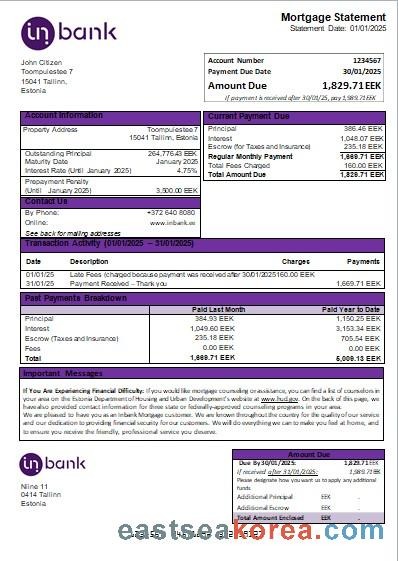 inbank
Mortgage Statement
Statement Date: 01/01/2025
John Citizen
Toompuiestee 7
15041 Tallinn,
Estonia
Account Number 1234567
Payment Due Date 30/01/2025
Amount Due 1,829.71 EEK
If payment is received after 30/01/25, pay 1,989.71 EEK
Account Information
Property Address Toompuiestee 7
15041 Tallinn, Estonia
Outstanding Principal 264,776.43 EEK
Maturity Date January 2025
Interest Rate (Until January 2025) 4.75%
Prepayment Penalty
(Until January 2025) 3,500.00 EEK
Contact Us
By Phone: +372 640 8080
Online: www.inbank.ee
See back for mailing addresses
Current Payment Due
Principal 386.46 EEK
Interest 1,048.07 EEK
Escrow (for Taxes and Insurance) 235.18 EEK
Regular Monthly Payment 1,669.71 EEK
Total Fees Charged 160.00 EEK
Total Amount Due 1,829.71 EEK
Transaction Activity (01/01/2025 – 31/01/2025)
Date Description Charges Payments
01/01/25 Late Fees (charged because payment was received after 30/01/2025 160.00 EEK
31/01/25 Payment Received – Thank you 1,669.71 EEK
Past Payments Breakdown
Paid Last Month Paid Year to Date
Principal 384.93 EEK 1,150.25 EEK
Interest 1,049.60 EEK 3,153.34 EEK
Escrow (Taxes and Insurance) 235.18 EEK 705.54 EEK
Fees 0.00 EEK 0.00 EEK
Total 1,669.71 EEK 5,009.13 EEK
Important Messages
If You Are Experiencing Financial Difficulty: If you would like mortgage counseling or assistance, you can find a list of counselors in
your area on the Estonia Department of Housing and Urban Development's website at www.hud.gov. On the back of this page, we
have also provided contact information for three state or federally-approved counseling programs in your area.
We are pleased to have you as an Inbank Mortgage customer. We are known throughout the country for the quality of our service
and our dedication to providing financial security for our customers. We will do everything we can to make you feel at home, and
to ensure you receive the friendly, professional service you deserve.
inbank
Niine 11
0414 Tallinn
Estonia
Amount Due
Due By 30/01/2025: 1,829.71 EEK
If received after 31/01/25: 1,989.71 EEK
Please designate how you want us to apply any additional
funds.
Additional Principal EEK .
Additional Escrow EEK .
Total Amount Enclosed EEK .
eastseakorea.com